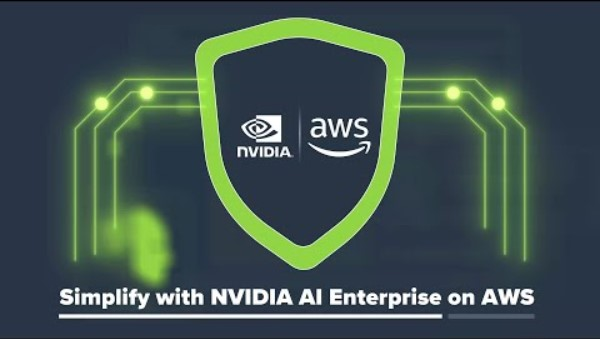 NVIDIA
aws
Simplify with NVIDIA AI Enterprise on AWS